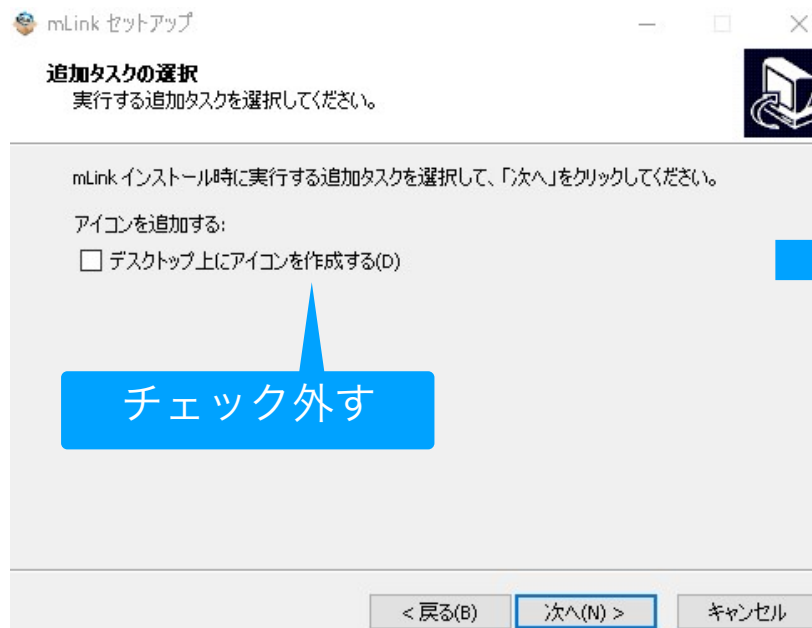 mLink セットアップ
追加タスクの選択
実行する追加タスクを選択してください。
mLink インストール時に実行する追加タスクを選択して、「次へ」をクリックしてください。
アイコンを追加する:
デスクトップ上にアイコンを作成する(D)
チェック外す
< 戻る(B) 次へ(N) > キャンセル